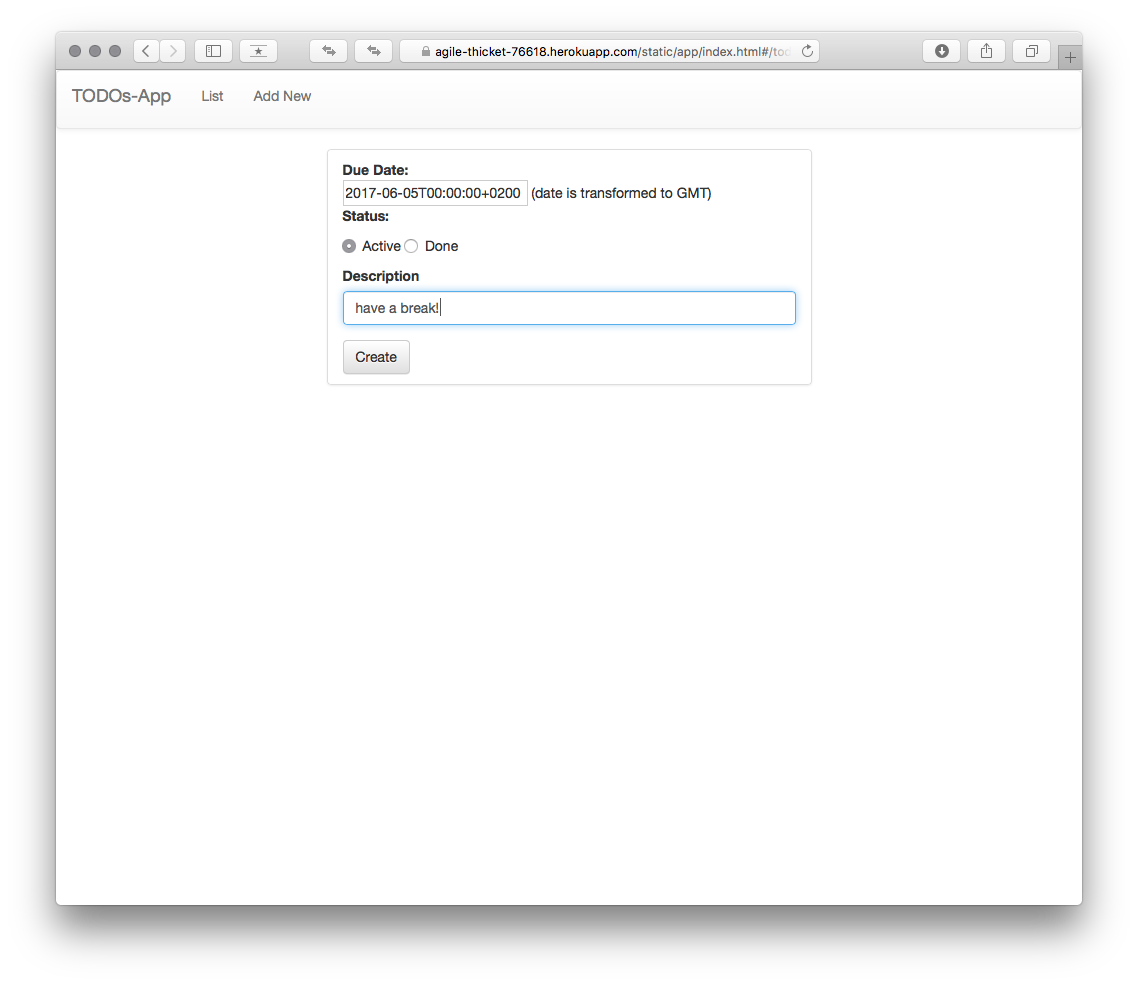 agile-thicket-76618.herokuapp.com/static/app/index.html#/too
TODOs-App List Add New
Due Date:
2017-06-05T00:00:00+0200 (date is transformed to GMT)
Status:
Active Done
Description
have a break!
Create